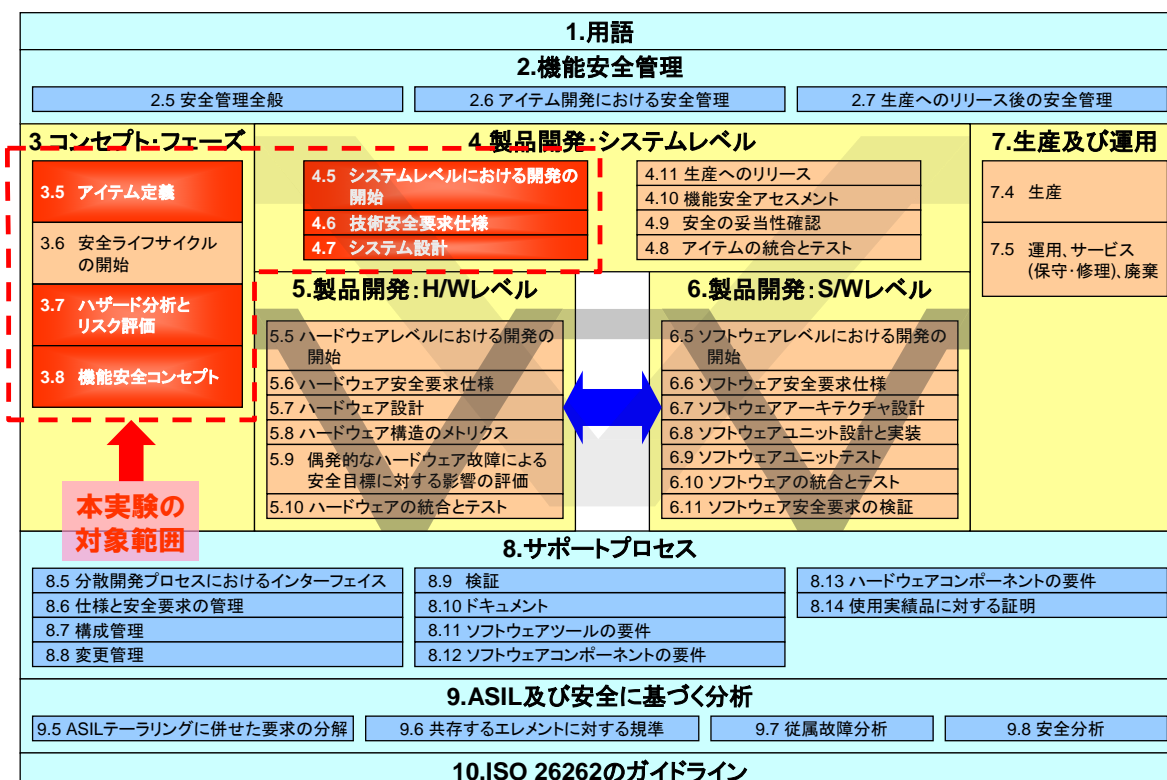 1.用語
2.機能安全管理
2.5 安全管理全般
2.6 アイテム開発における安全管理
2.7 生産へのリリース後の安全管理
3.コンセプト・フェーズ
3.5 アイテム定義
3.6 安全ライフサイクル
の開始
3.7 ハザード分析と
リスク評価
3.8 機能安全コンセプト
本実験の
対象範囲
4.製品開発:システムレベル
4.5 システムレベルにおける開発の
開始
4.6 技術安全要求仕様
4.7 システム設計
4.11 生産へのリリース
4.10 機能安全アセスメント
4.9 安全の妥当性確認
4.8 アイテムの統合とテスト
5.製品開発:H/Wレベル
5.5 ハードウェアレベルにおける開発の
開始
5.6 ハードウェア安全要求仕様
5.7 ハードウェア設計
5.8 ハードウェア構造のメトリクス
5.9 偶発的なハードウェア故障による
安全目標に対する影響の評価
5.10 ハードウェアの統合とテスト
6.製品開発:S/Wレベル
6.5 ソフトウェアレベルにおける開発の
開始
6.6 ソフトウェア安全要求仕様
6.7 ソフトウェアアーキテクチャ設計
6.8 ソフトウェアユニット設計と実装
6.9 ソフトウェアユニットテスト
6.10 ソフトウェアの統合とテスト
6.11 ソフトウェア安全要求の検証
7.生産及び運用
7.4 生産
7.5 運用、サービス
(保守・修理)、廃棄
8.サポートプロセス
8.5 分散開発プロセスにおけるインターフェイス
8.6 仕様と安全要求の管理
8.7 構成管理
8.8 変更管理
8.9 検証
8.10 ドキュメント
8.11 ソフトウェアツールの要件
8.12 ソフトウェアコンポーネントの要件
8.13 ハードウェアコンポーネントの要件
8.14 使用実績品に対する証明
9.ASIL及び安全に基づく分析
9.5 ASILテーラリングに併せた要求の分解
9.6 共存するエレメントに対する規準
9.7 従属故障分析
9.8 安全分析
10.ISO 26262のガイドライン